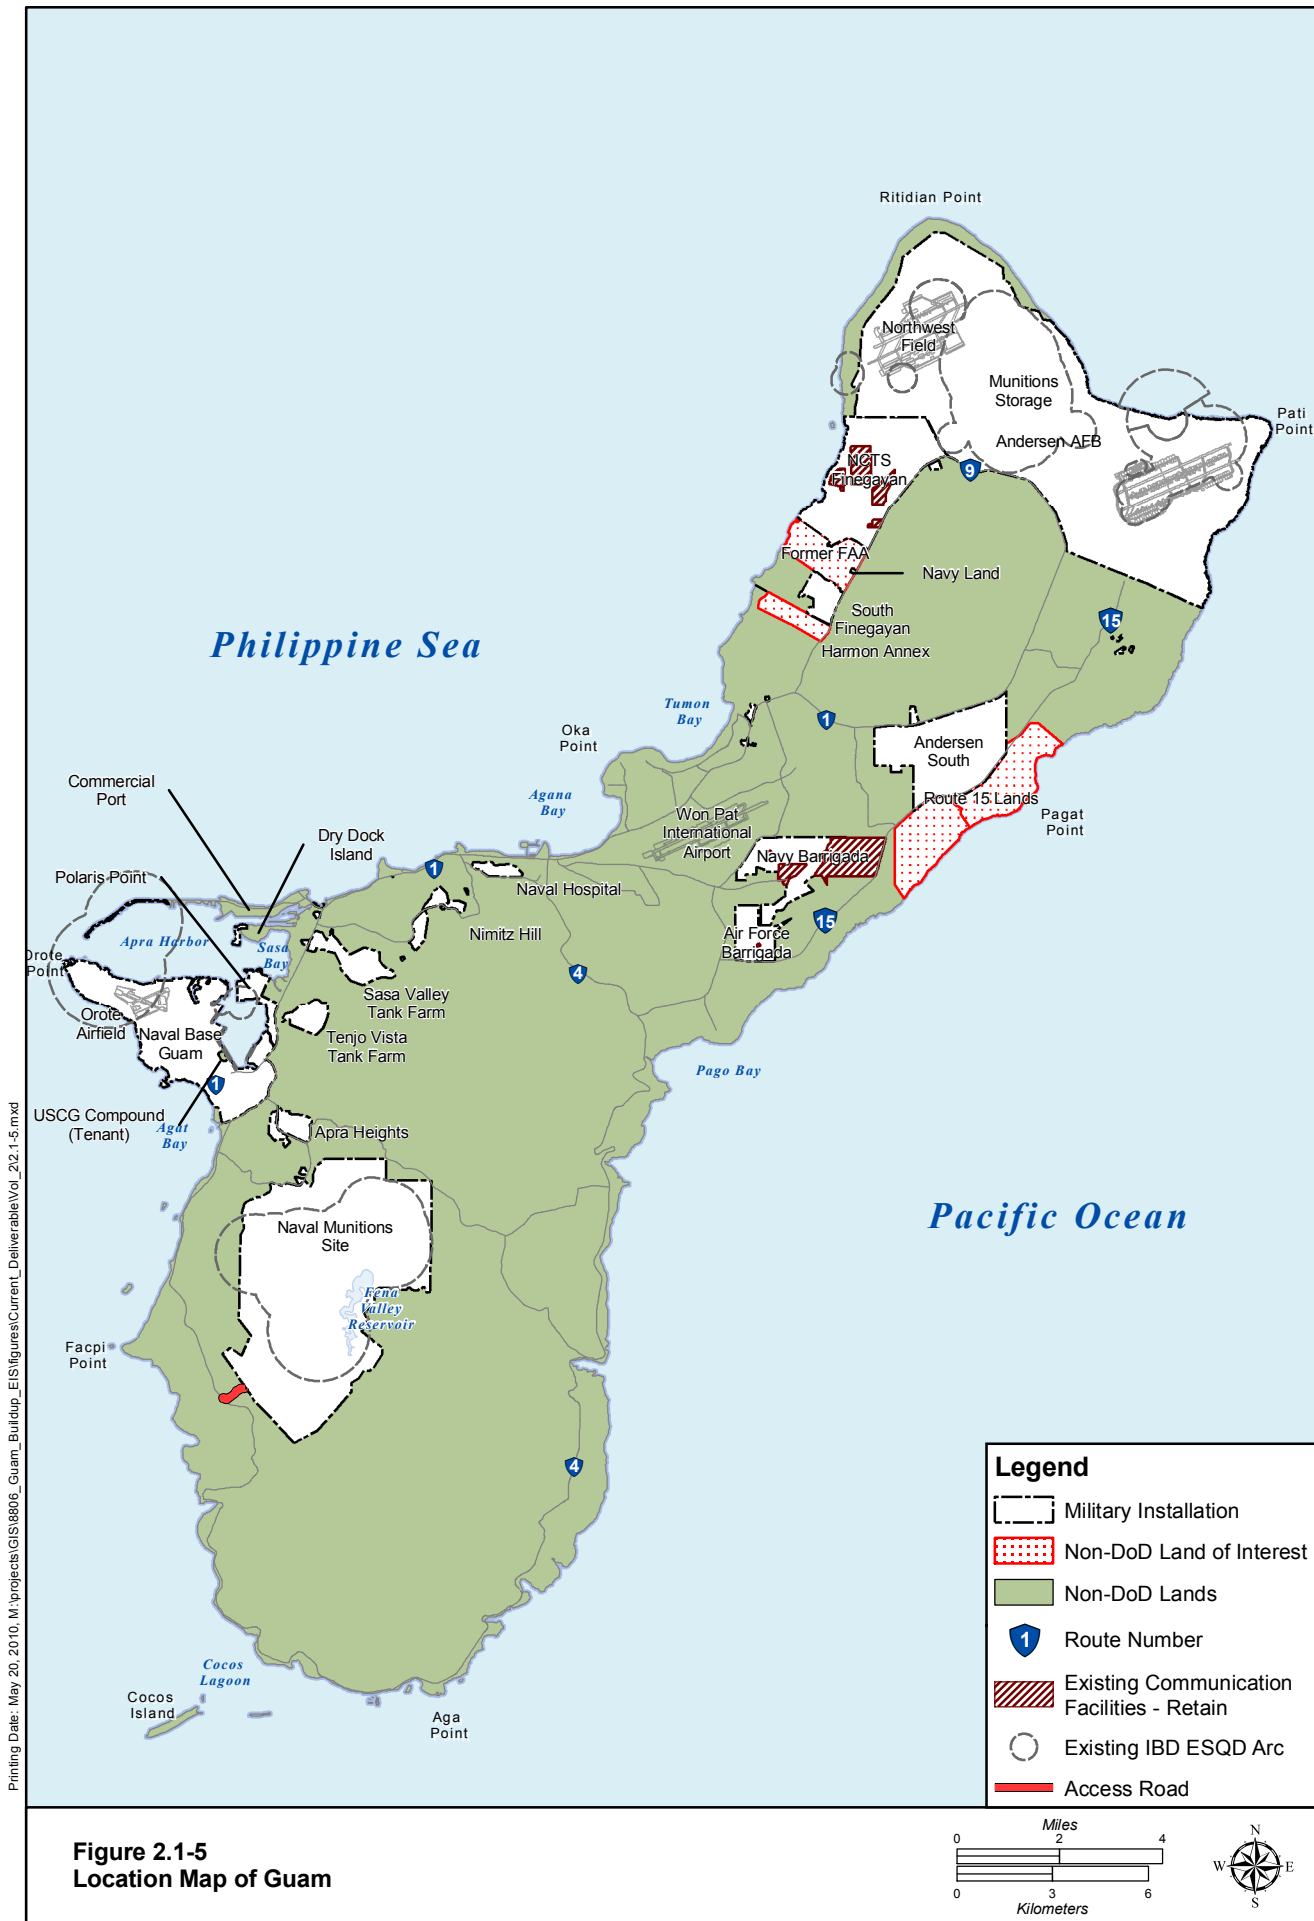 Ritidian Point
Northwest
Field
Munitions
Storage
Andersen AFB
Pati
Point
NCTS
Finegayan
9
Former FAA
Navy Land
South
Finegayan
15
Harmon Annex
Philippine Sea
Tumon
Bay
1
Oka
Point
Andersen
South
Commercial
Port
Agana
Bay
Route 15 Lands
Pagat
Point
Won Pat
International
Airport
Dry Dock
Island
1
Navy Barrigada
Polaris Point
Naval Hospital
15
Nimitz Hill
Air Force
Barrigada
Apra Harbor
Sasa
Bay
Orote
Point
4
Sasa Valley
Tank Farm
Orote
Airfield
Naval Base
Guam
Tenjo Vista
Tank Farm
Pago Bay
1
USCG Compound
(Tenant)
Agat
Bay
Apra Heights
Naval Munitions
Site
Pacific Ocean
Fena
Valley
Reservoir
Facpi
Point
4
Cocos
Lagoon
Cocos
Island
Aga
Point
Legend
Military Installation
Non-DoD Land of Interest
Non-DoD Lands
1
Route Number
Existing Communication
Facilities - Retain
Existing IBD ESQD Arc
Access Road
Printing Date: May 20, 2010, M:\projects\GIS\8806_Guam_Buildup_EIS\figures\Current_Deliverable\Vol_2\2.1-5.mxd
Figure 2.1-5
Location Map of Guam
Miles
0 2 4
0 3 6
Kilometers
N
W E
S